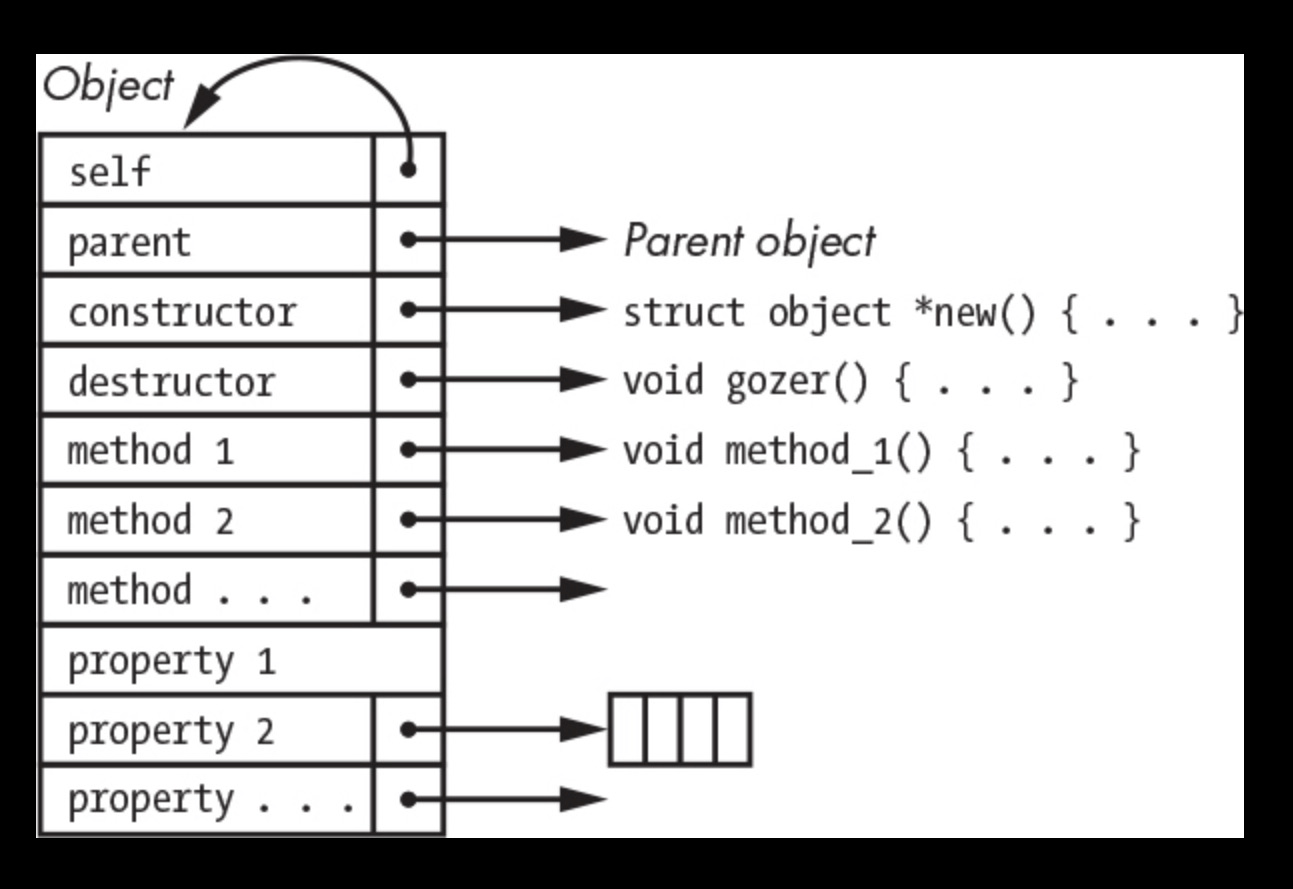 Object
self
parent
Parent object
constructor
struct object *new() { . . . }
destructor
void gozer() { . . . }
method 1
void method_1() { . . . }
method 2
void method_2() { . . . }
method . . .
property 1
property 2
property . . .